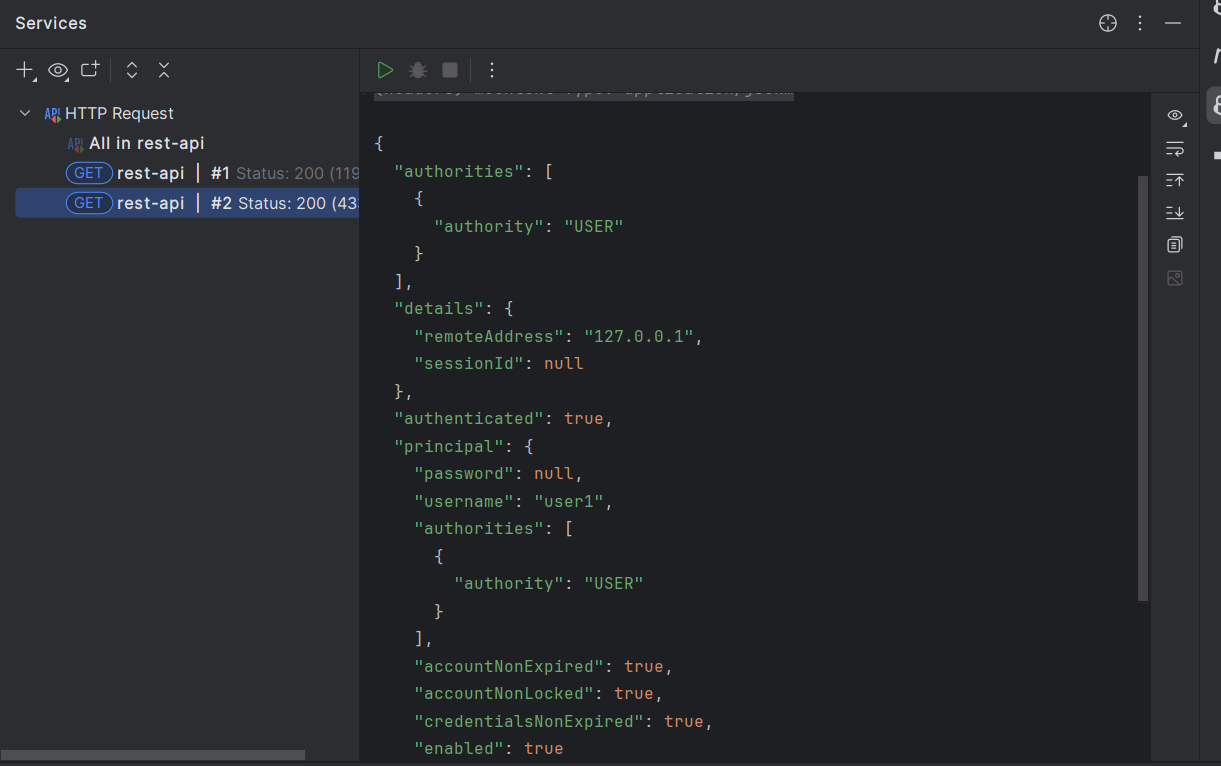 Services
API HTTP Request
API All in rest-api
GET rest-api | #1 Status: 200 (119
GET rest-api | #2 Status: 200 (43
{
"authorities": [
{
"authority": "USER"
}
],
"details": {
"remoteAddress": "127.0.0.1",
"sessionId": null
},
"authenticated": true,
"principal": {
"password": null,
"username": "user1",
"authorities": [
{
"authority": "USER"
}
],
"accountNonExpired": true,
"accountNonLocked": true,
"credentialsNonExpired": true,
"enabled": true